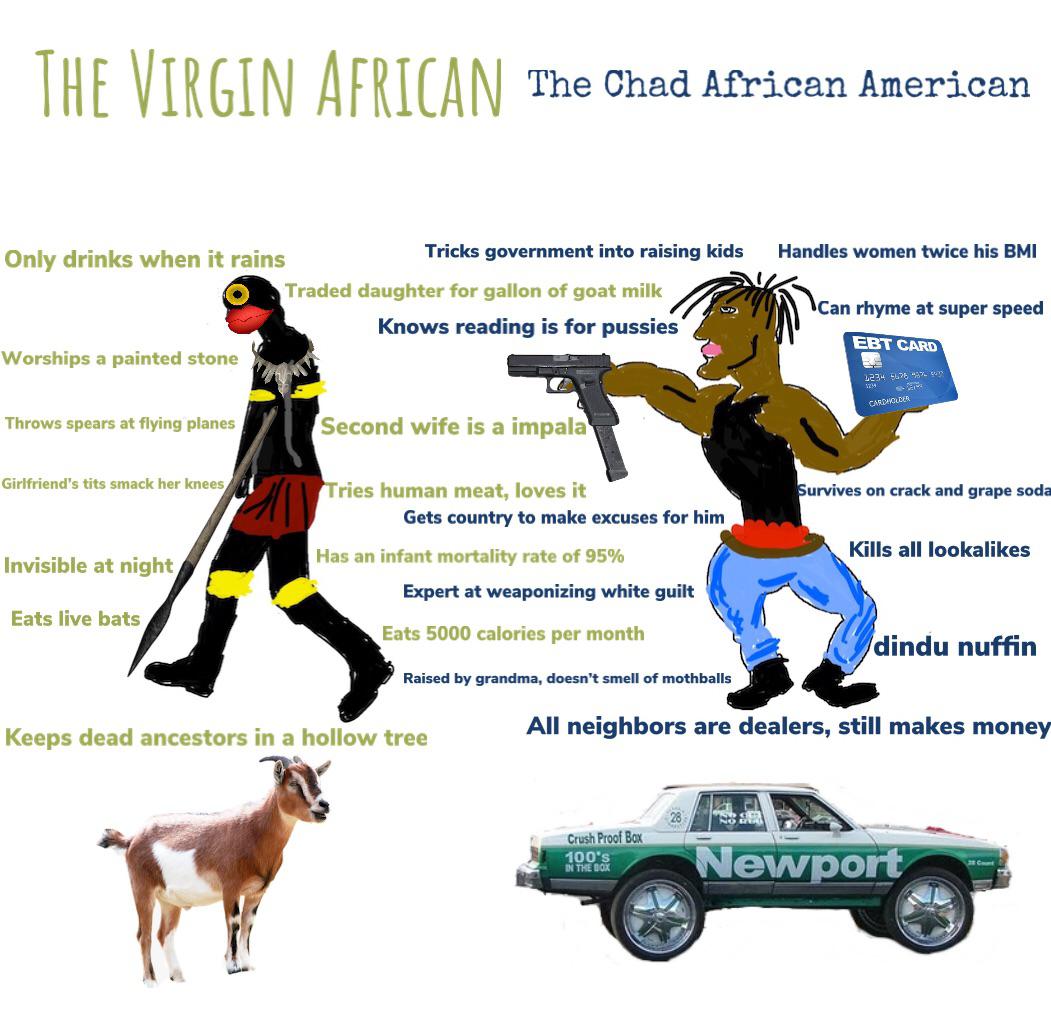 The Virgin African
The Chad African American
Only drinks when it rains
Tricks government into raising kids
Handles women twice his BMI
Traded daughter for gallon of goat milk
Can rhyme at super speed
Knows reading is for pussies
EBT CARD
CARDHOLDER
Worships a painted stone
Throws spears at flying planes
Second wife is a impala
Girlfriend's tits smack her knees
Tries human meat, loves it
Survives on crack and grape soda
Gets country to make excuses for him
Invisible at night
Has an infant mortality rate of 95%
Kills all lookalikes
Expert at weaponizing white guilt
Eats live bats
Eats 5000 calories per month
dindu nuffin
Raised by grandma, doesn't smell of mothballs
Keeps dead ancestors in a hollow tree
All neighbors are dealers, still makes money
28
Crush Proof Box
100's
IN THE BOX
Newport